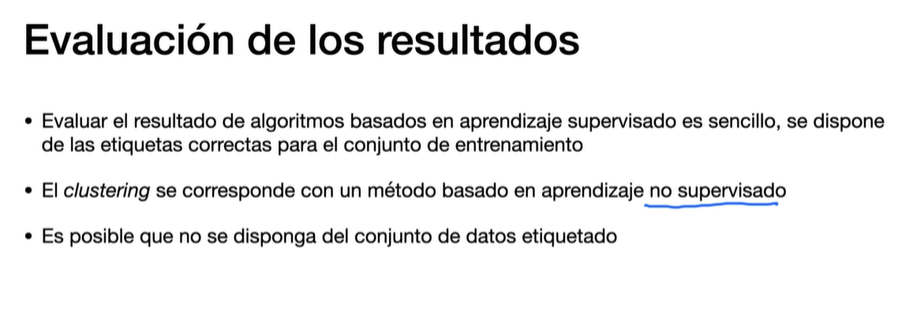 Evaluación de los resultados
• Evaluar el resultado de algoritmos basados en aprendizaje supervisado es sencillo, se dispone
de las etiquetas correctas para el conjunto de entrenamiento
• El clustering se corresponde con un método basado en aprendizaje no supervisado
• Es posible que no se disponga del conjunto de datos etiquetado